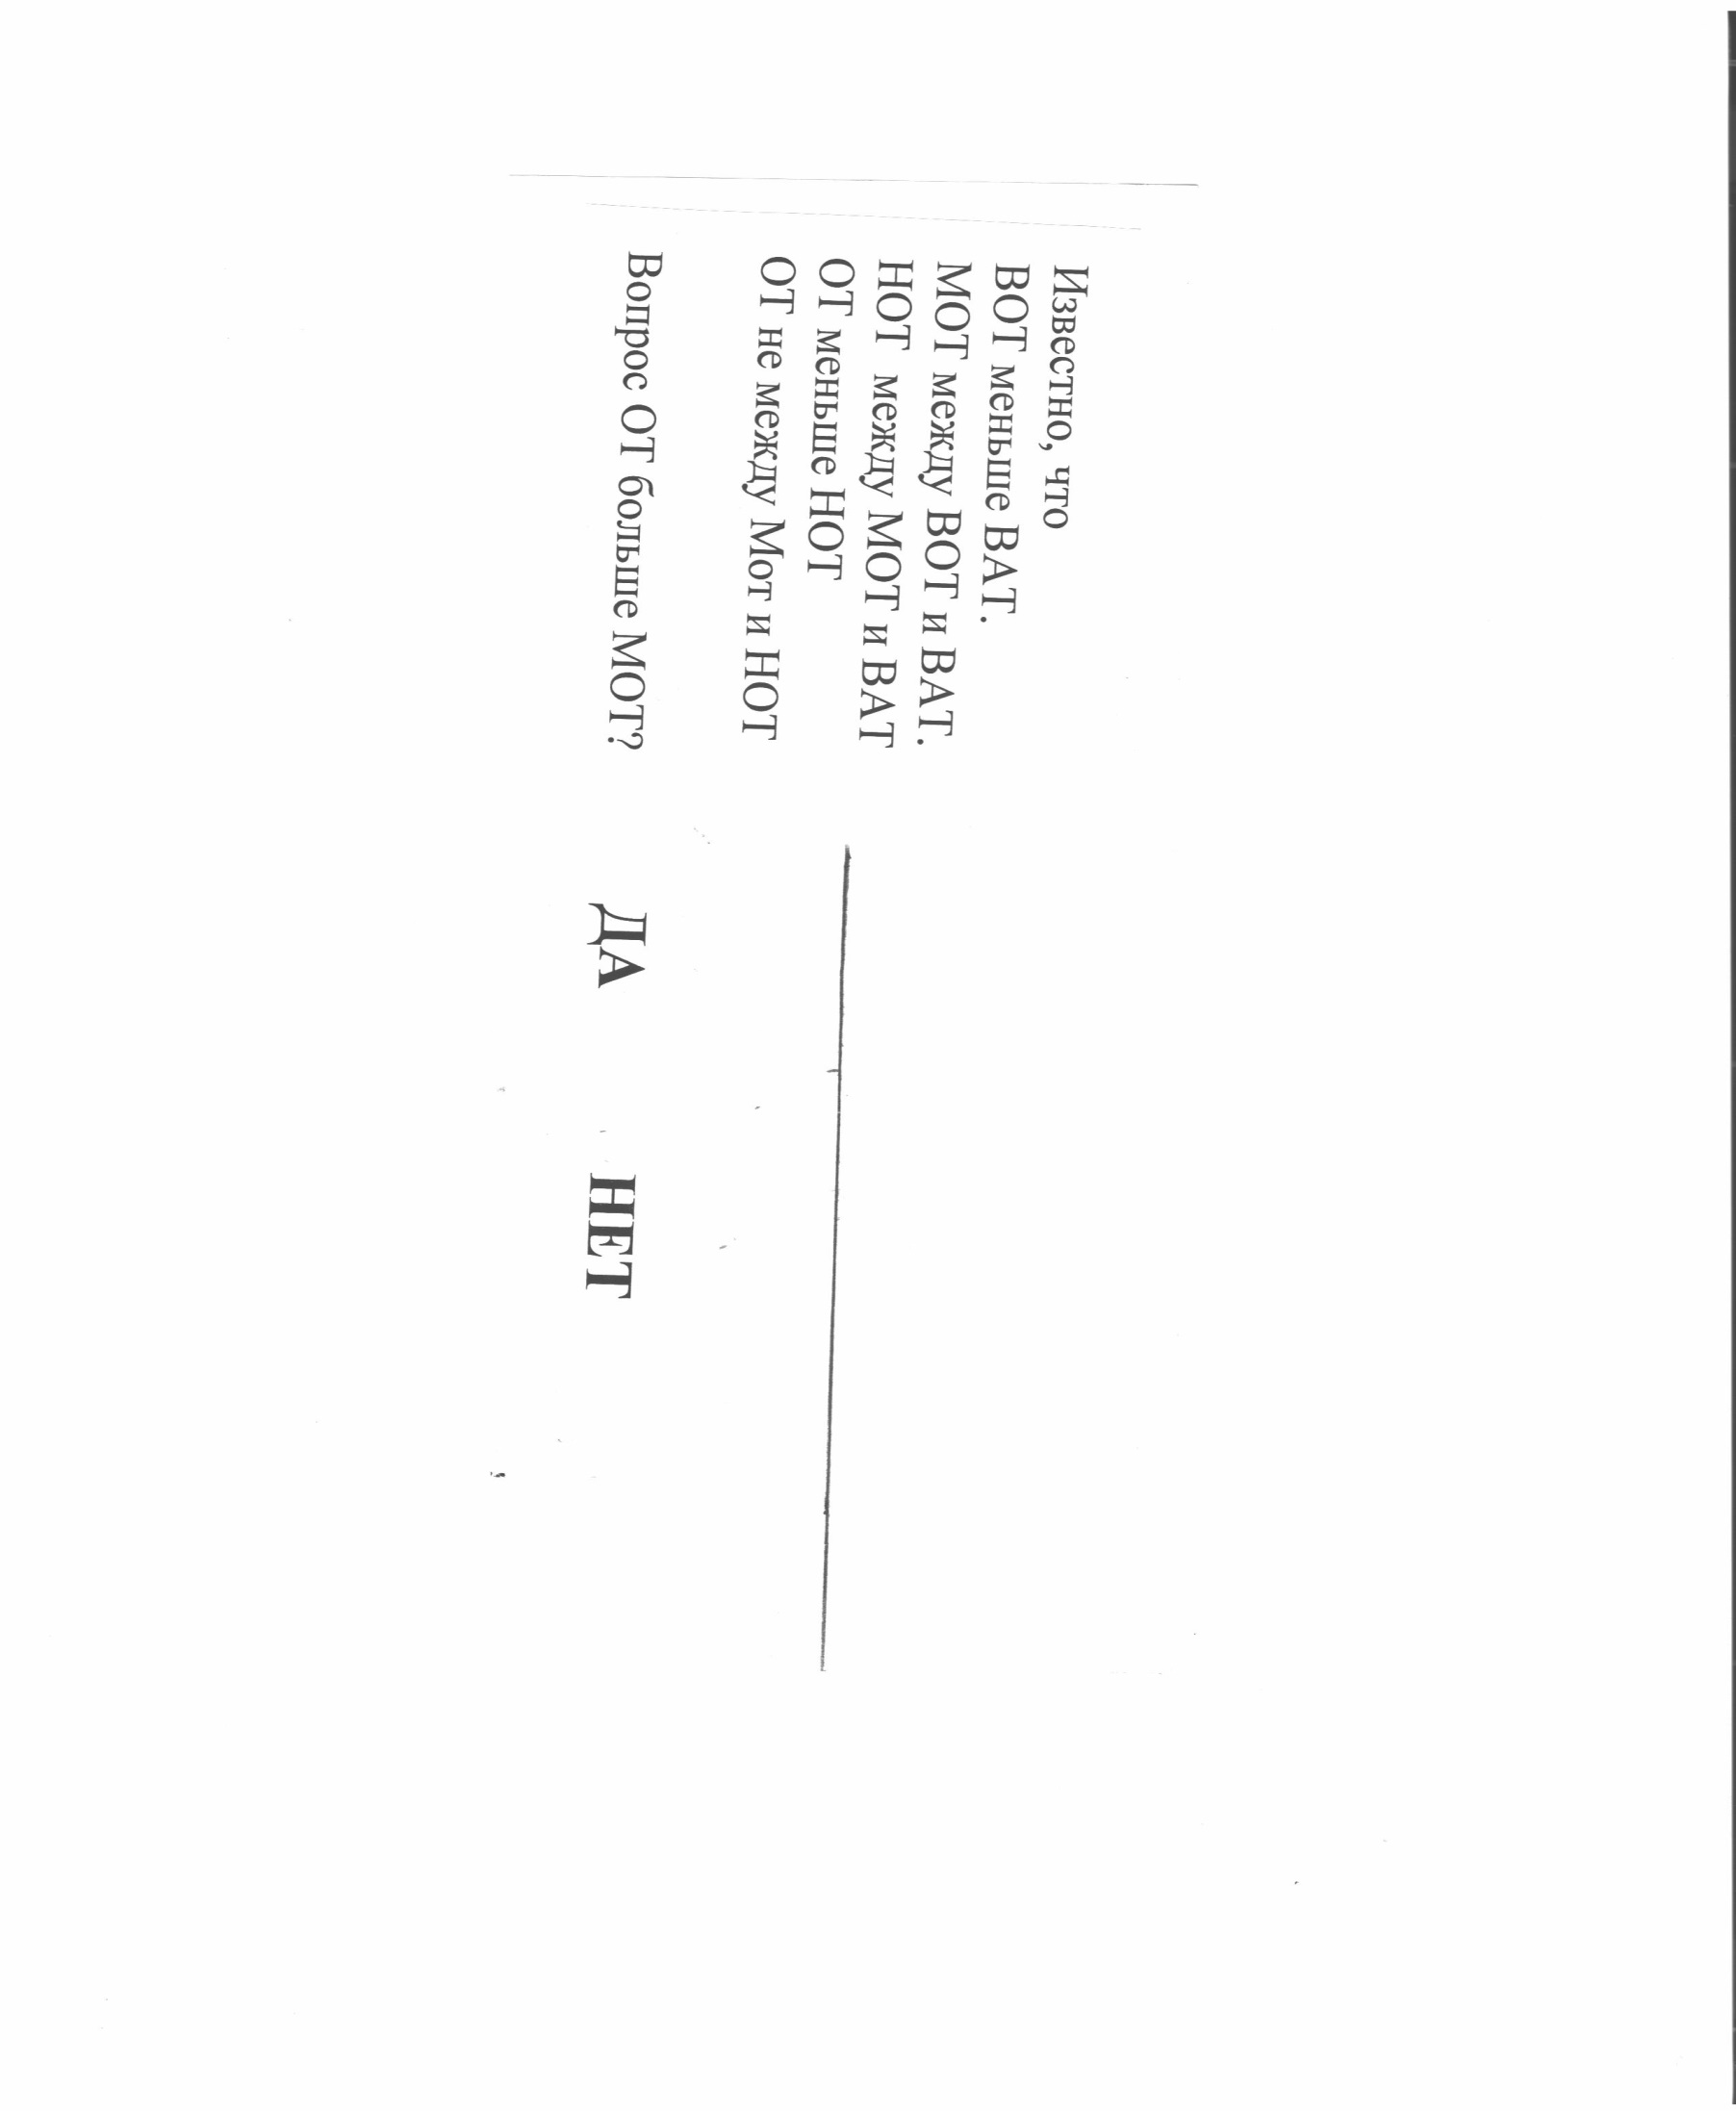 Известно, что
ВОТ меньше ВАТ.
МОТ между ВОТ и ВАТ.
НОТ между МОТ и ВАТ
ОТ меньше НОТ
ОТ не между Мот и НОТ
Вопрос ОТ больше МОТ?
ДА НЕТ